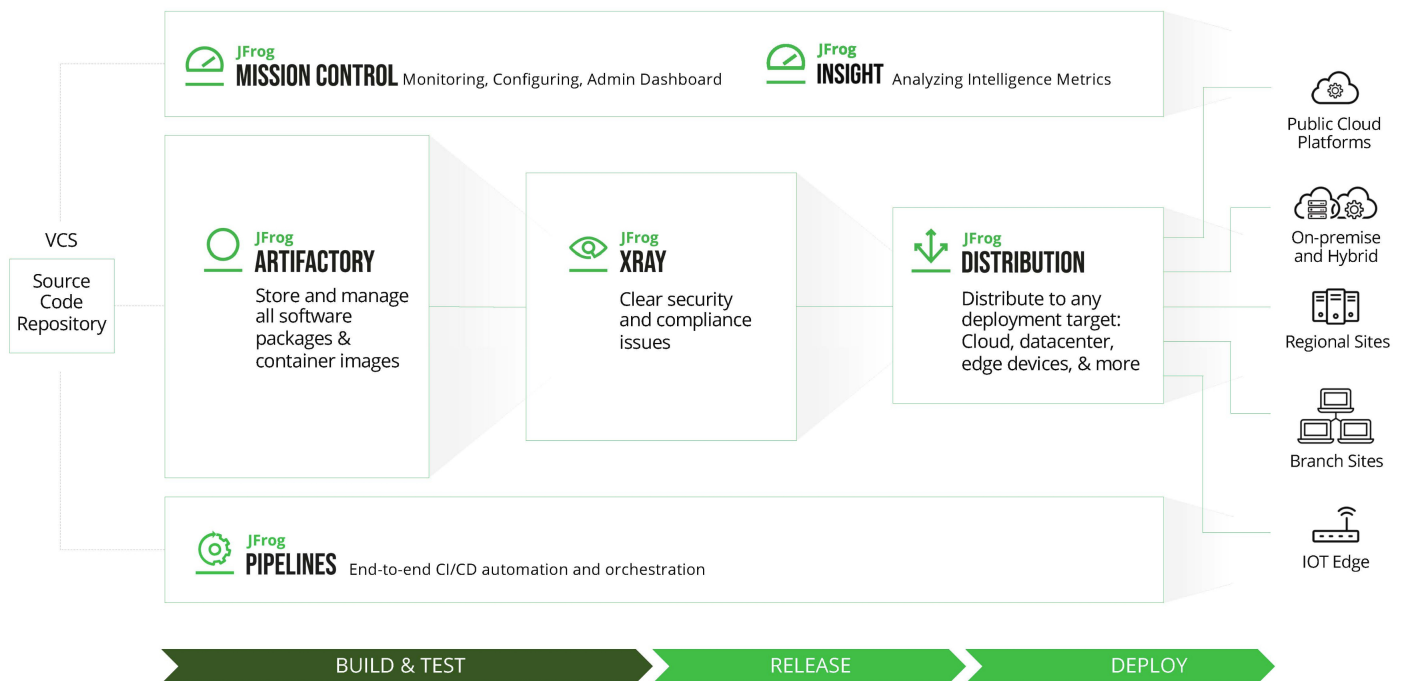 JFrog
MISSION CONTROL Monitoring, Configuring, Admin Dashboard
JFrog
INSIGHT Analyzing Intelligence Metrics
VCS
Source
Code
Repository
JFrog
ARTIFACTORY
Store and manage
all software
packages &
container images
JFrog
XRAY
Clear security
and compliance
issues
JFrog
DISTRIBUTION
Distribute to any
deployment target:
Cloud, datacenter,
edge devices, & more
Public Cloud
Platforms
On-premise
and Hybrid
Regional Sites
Branch Sites
IOT Edge
JFrog
PIPELINES End-to-end CI/CD automation and orchestration
BUILD & TEST
RELEASE
DEPLOY